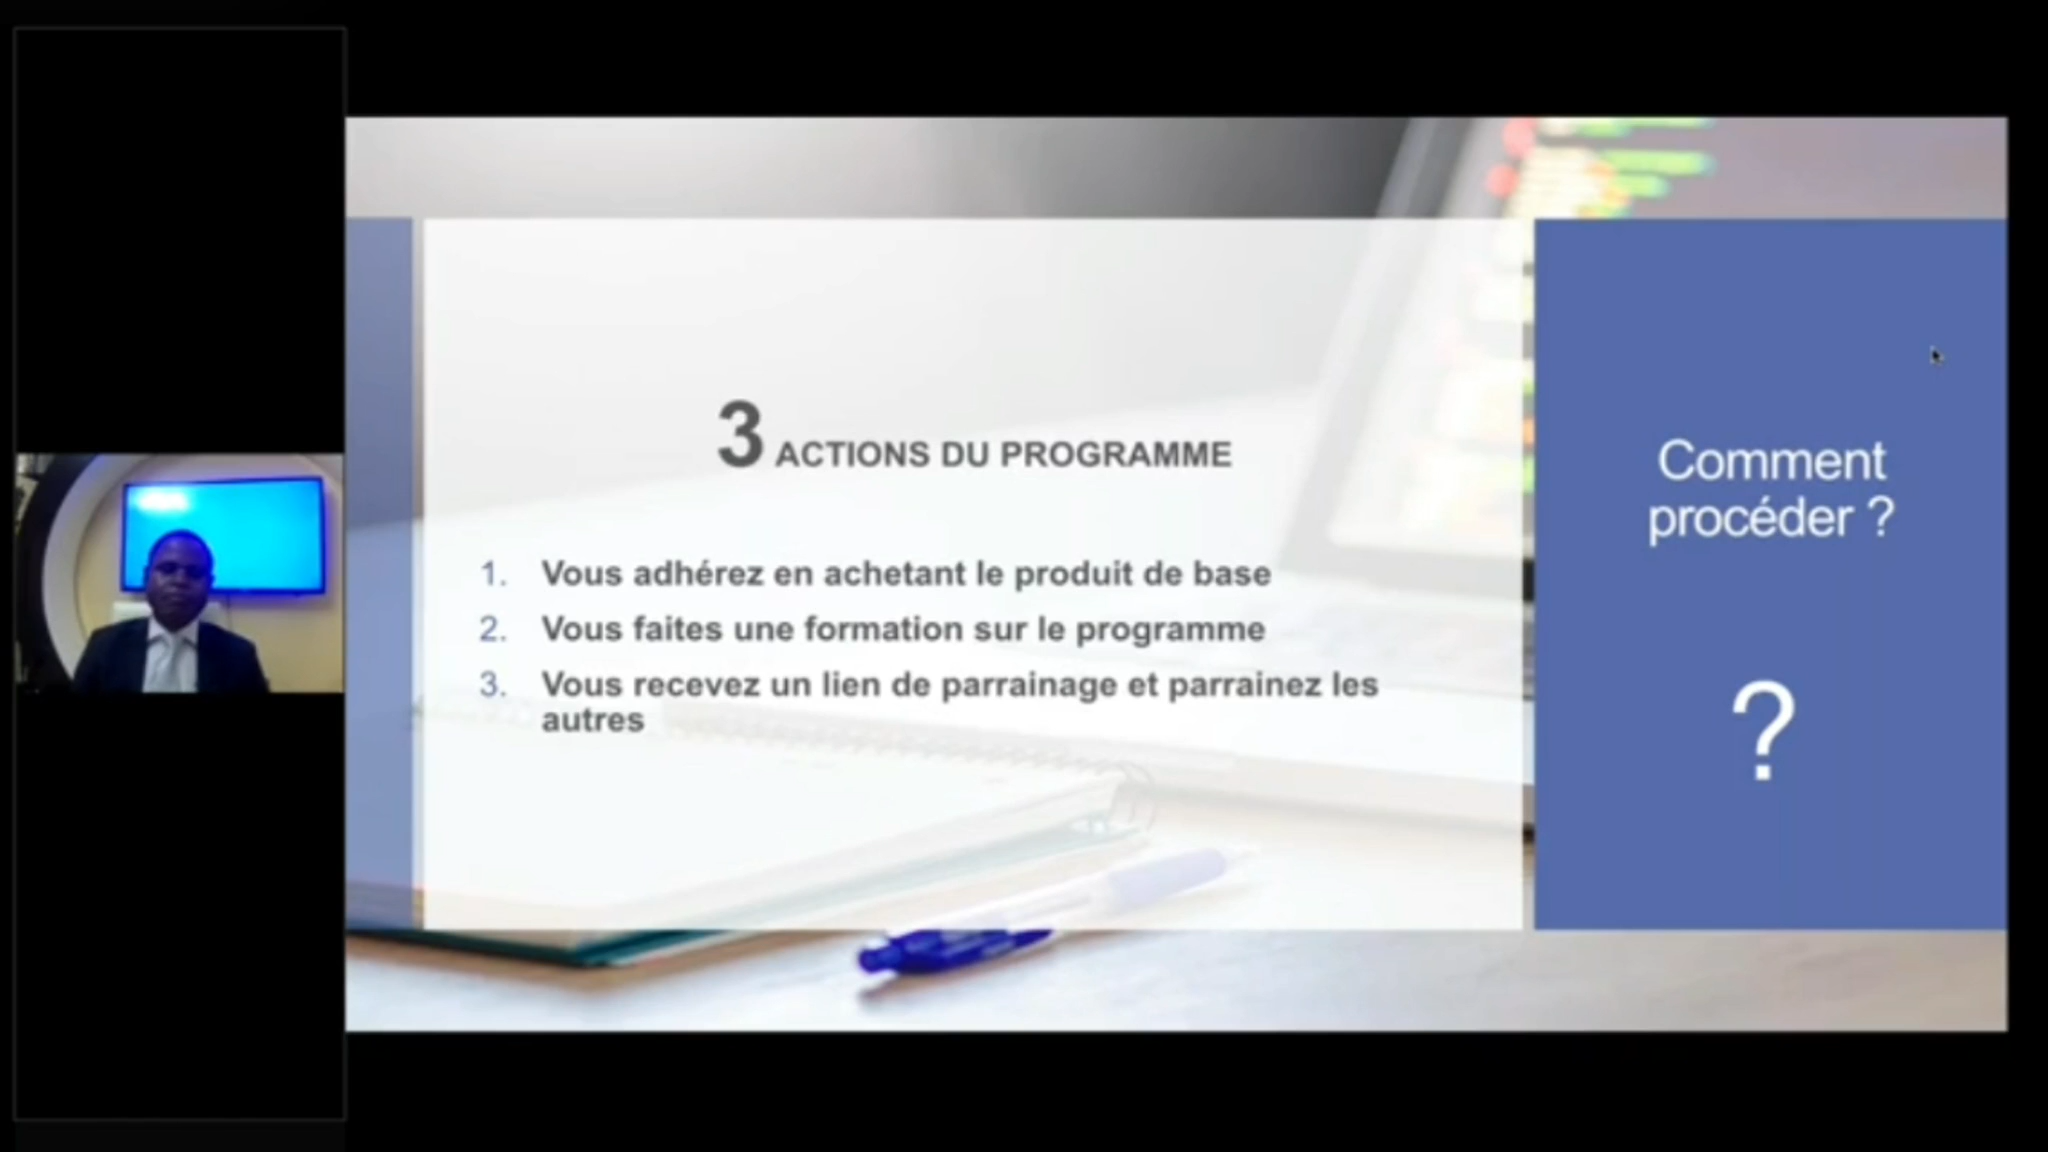 3 ACTIONS DU PROGRAMME
1. Vous adhérez en achetant le produit de base
2. Vous faites une formation sur le programme
3. Vous recevez un lien de parrainage et parrainez les
autres
Comment
procéder ?
?